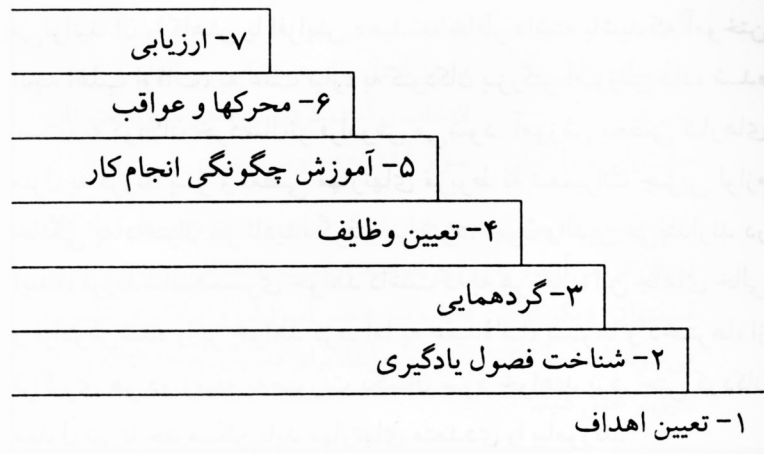 ۷- ارزیابی
۶- محرکها و عواقب
۵- آموزش چگونگی انجام کار
۴- تعیین وظایف
۳- گردهمایی
۲- شناخت فصول یادگیری
۱- تعیین اهداف